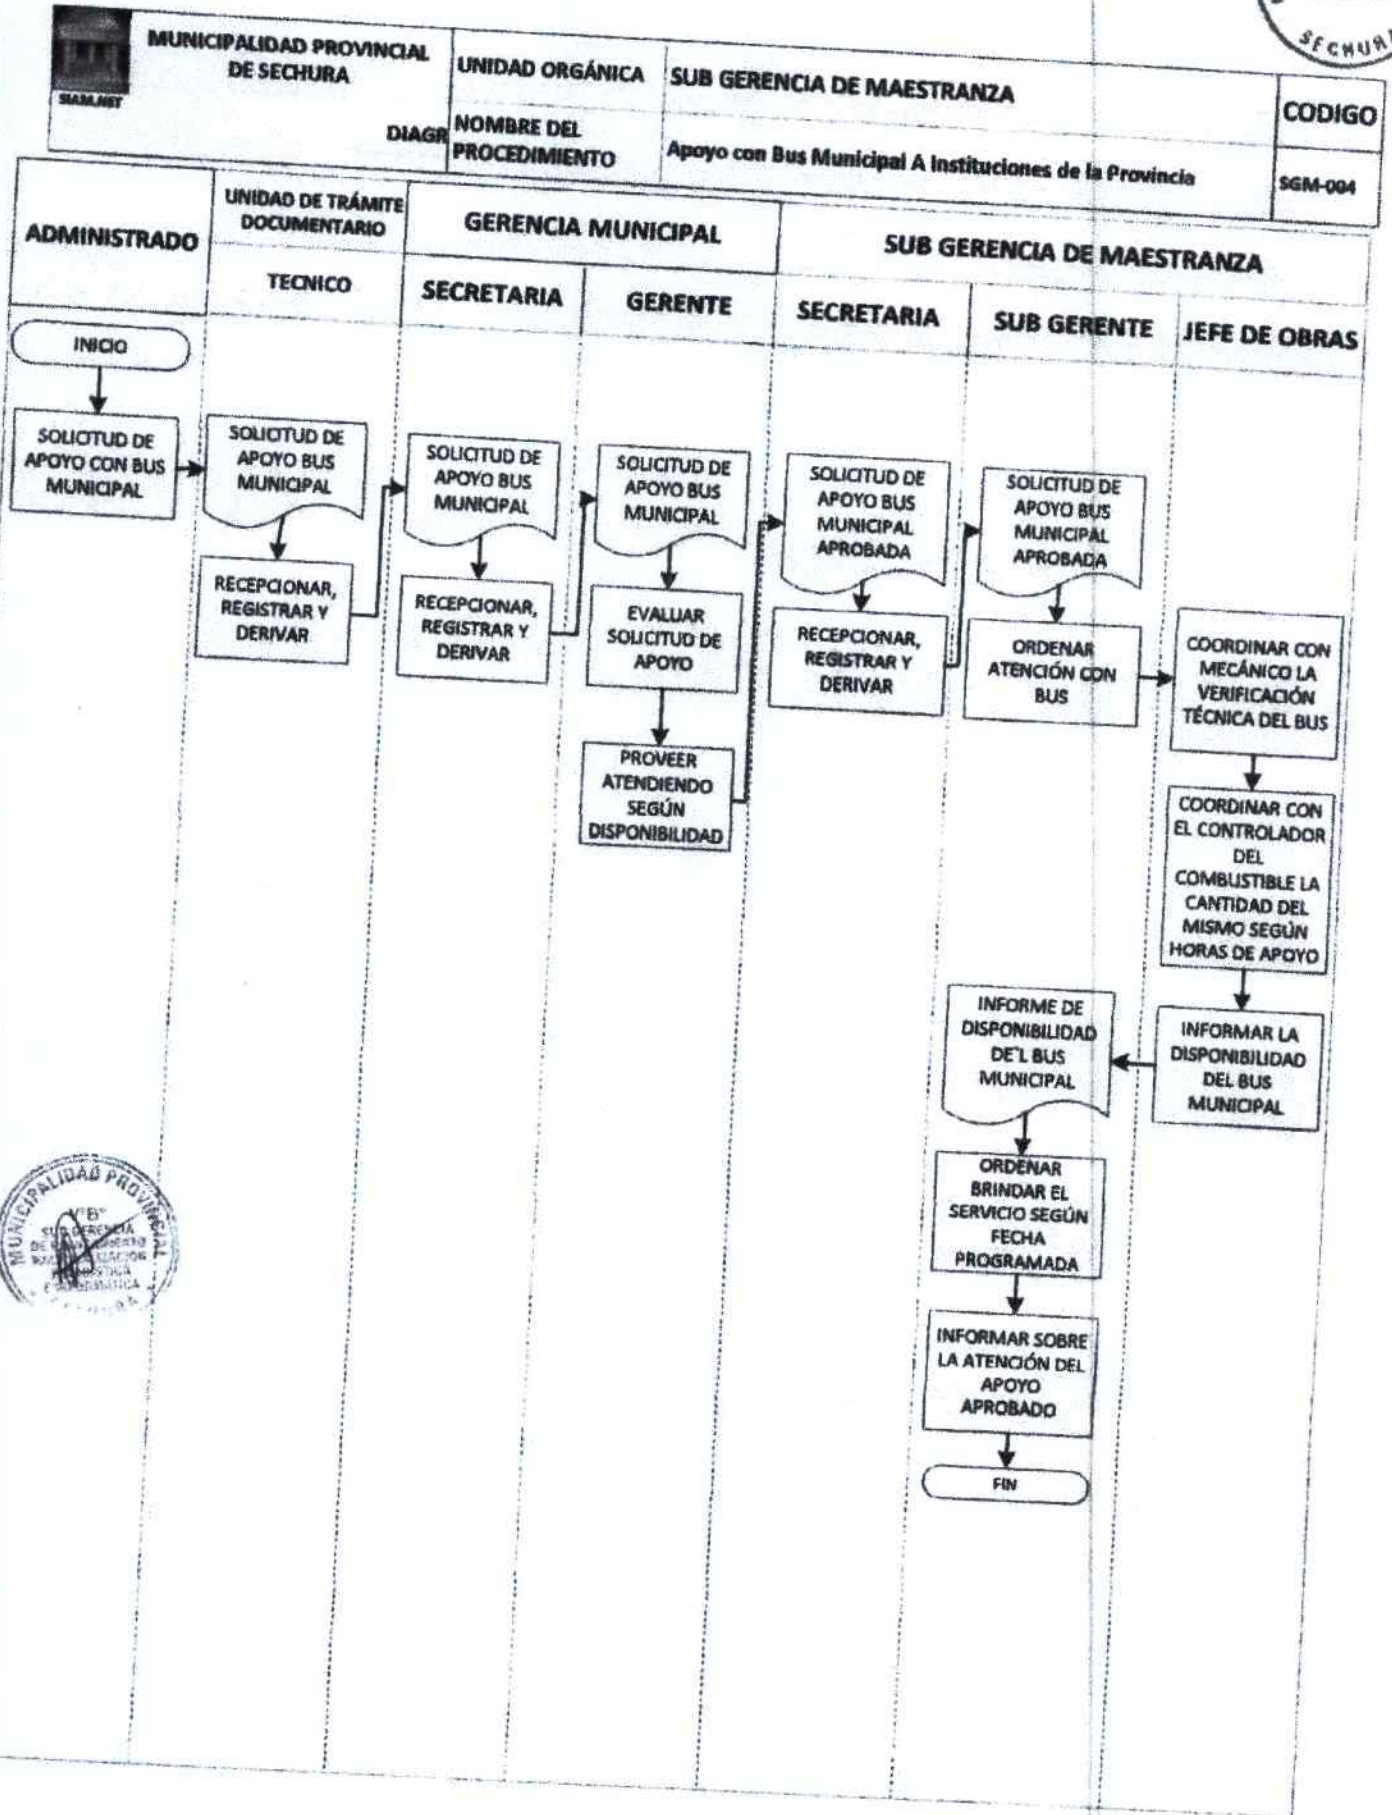 SECHURA
SIAM.NET
MUNICIPALIDAD PROVINCIAL
DE SECHURA
DIAGR
UNIDAD ORGÁNICA
SUB GERENCIA DE MAESTRANZA
CODIGO
NOMBRE DEL
PROCEDIMIENTO
Apoyo con Bus Municipal A Instituciones de la Provincia
SGM-004
ADMINISTRADO
UNIDAD DE TRÁMITE
DOCUMENTARIO
GERENCIA MUNICIPAL
SUB GERENCIA DE MAESTRANZA
TECNICO
SECRETARIA
GERENTE
SECRETARIA
SUB GERENTE
JEFE DE OBRAS
INICIO
SOLICITUD DE
APOYO CON BUS
MUNICIPAL
SOLICITUD DE
APOYO BUS
MUNICIPAL
RECEPCIONAR,
REGISTRAR Y
DERIVAR
SOLICITUD DE
APOYO BUS
MUNICIPAL
RECEPCIONAR,
REGISTRAR Y
DERIVAR
SOLICITUD DE
APOYO BUS
MUNICIPAL
EVALUAR
SOLICITUD DE
APOYO
PROVEER
ATENDIENDO
SEGÚN
DISPONIBILIDAD
SOLICITUD DE
APOYO BUS
MUNICIPAL
APROBADA
RECEPCIONAR,
REGISTRAR Y
DERIVAR
SOLICITUD DE
APOYO BUS
MUNICIPAL
APROBADA
ORDENAR
ATENCIÓN CON
BUS
COORDINAR CON
MECÁNICO LA
VERIFICACIÓN
TÉCNICA DEL BUS
COORDINAR CON
EL CONTROLADOR
DEL
COMBUSTIBLE LA
CANTIDAD DEL
MISMO SEGÚN
HORAS DE APOYO
INFORMAR LA
DISPONIBILIDAD
DEL BUS
MUNICIPAL
INFORME DE
DISPONIBILIDAD
DE'L BUS
MUNICIPAL
ORDENAR
BRINDAR EL
SERVICIO SEGÚN
FECHA
PROGRAMADA
INFORMAR SOBRE
LA ATENCIÓN DEL
APOYO
APROBADO
FIN
MUNICIPALIDAD PROVINCIAL
V°B°
SUB GERENCIA